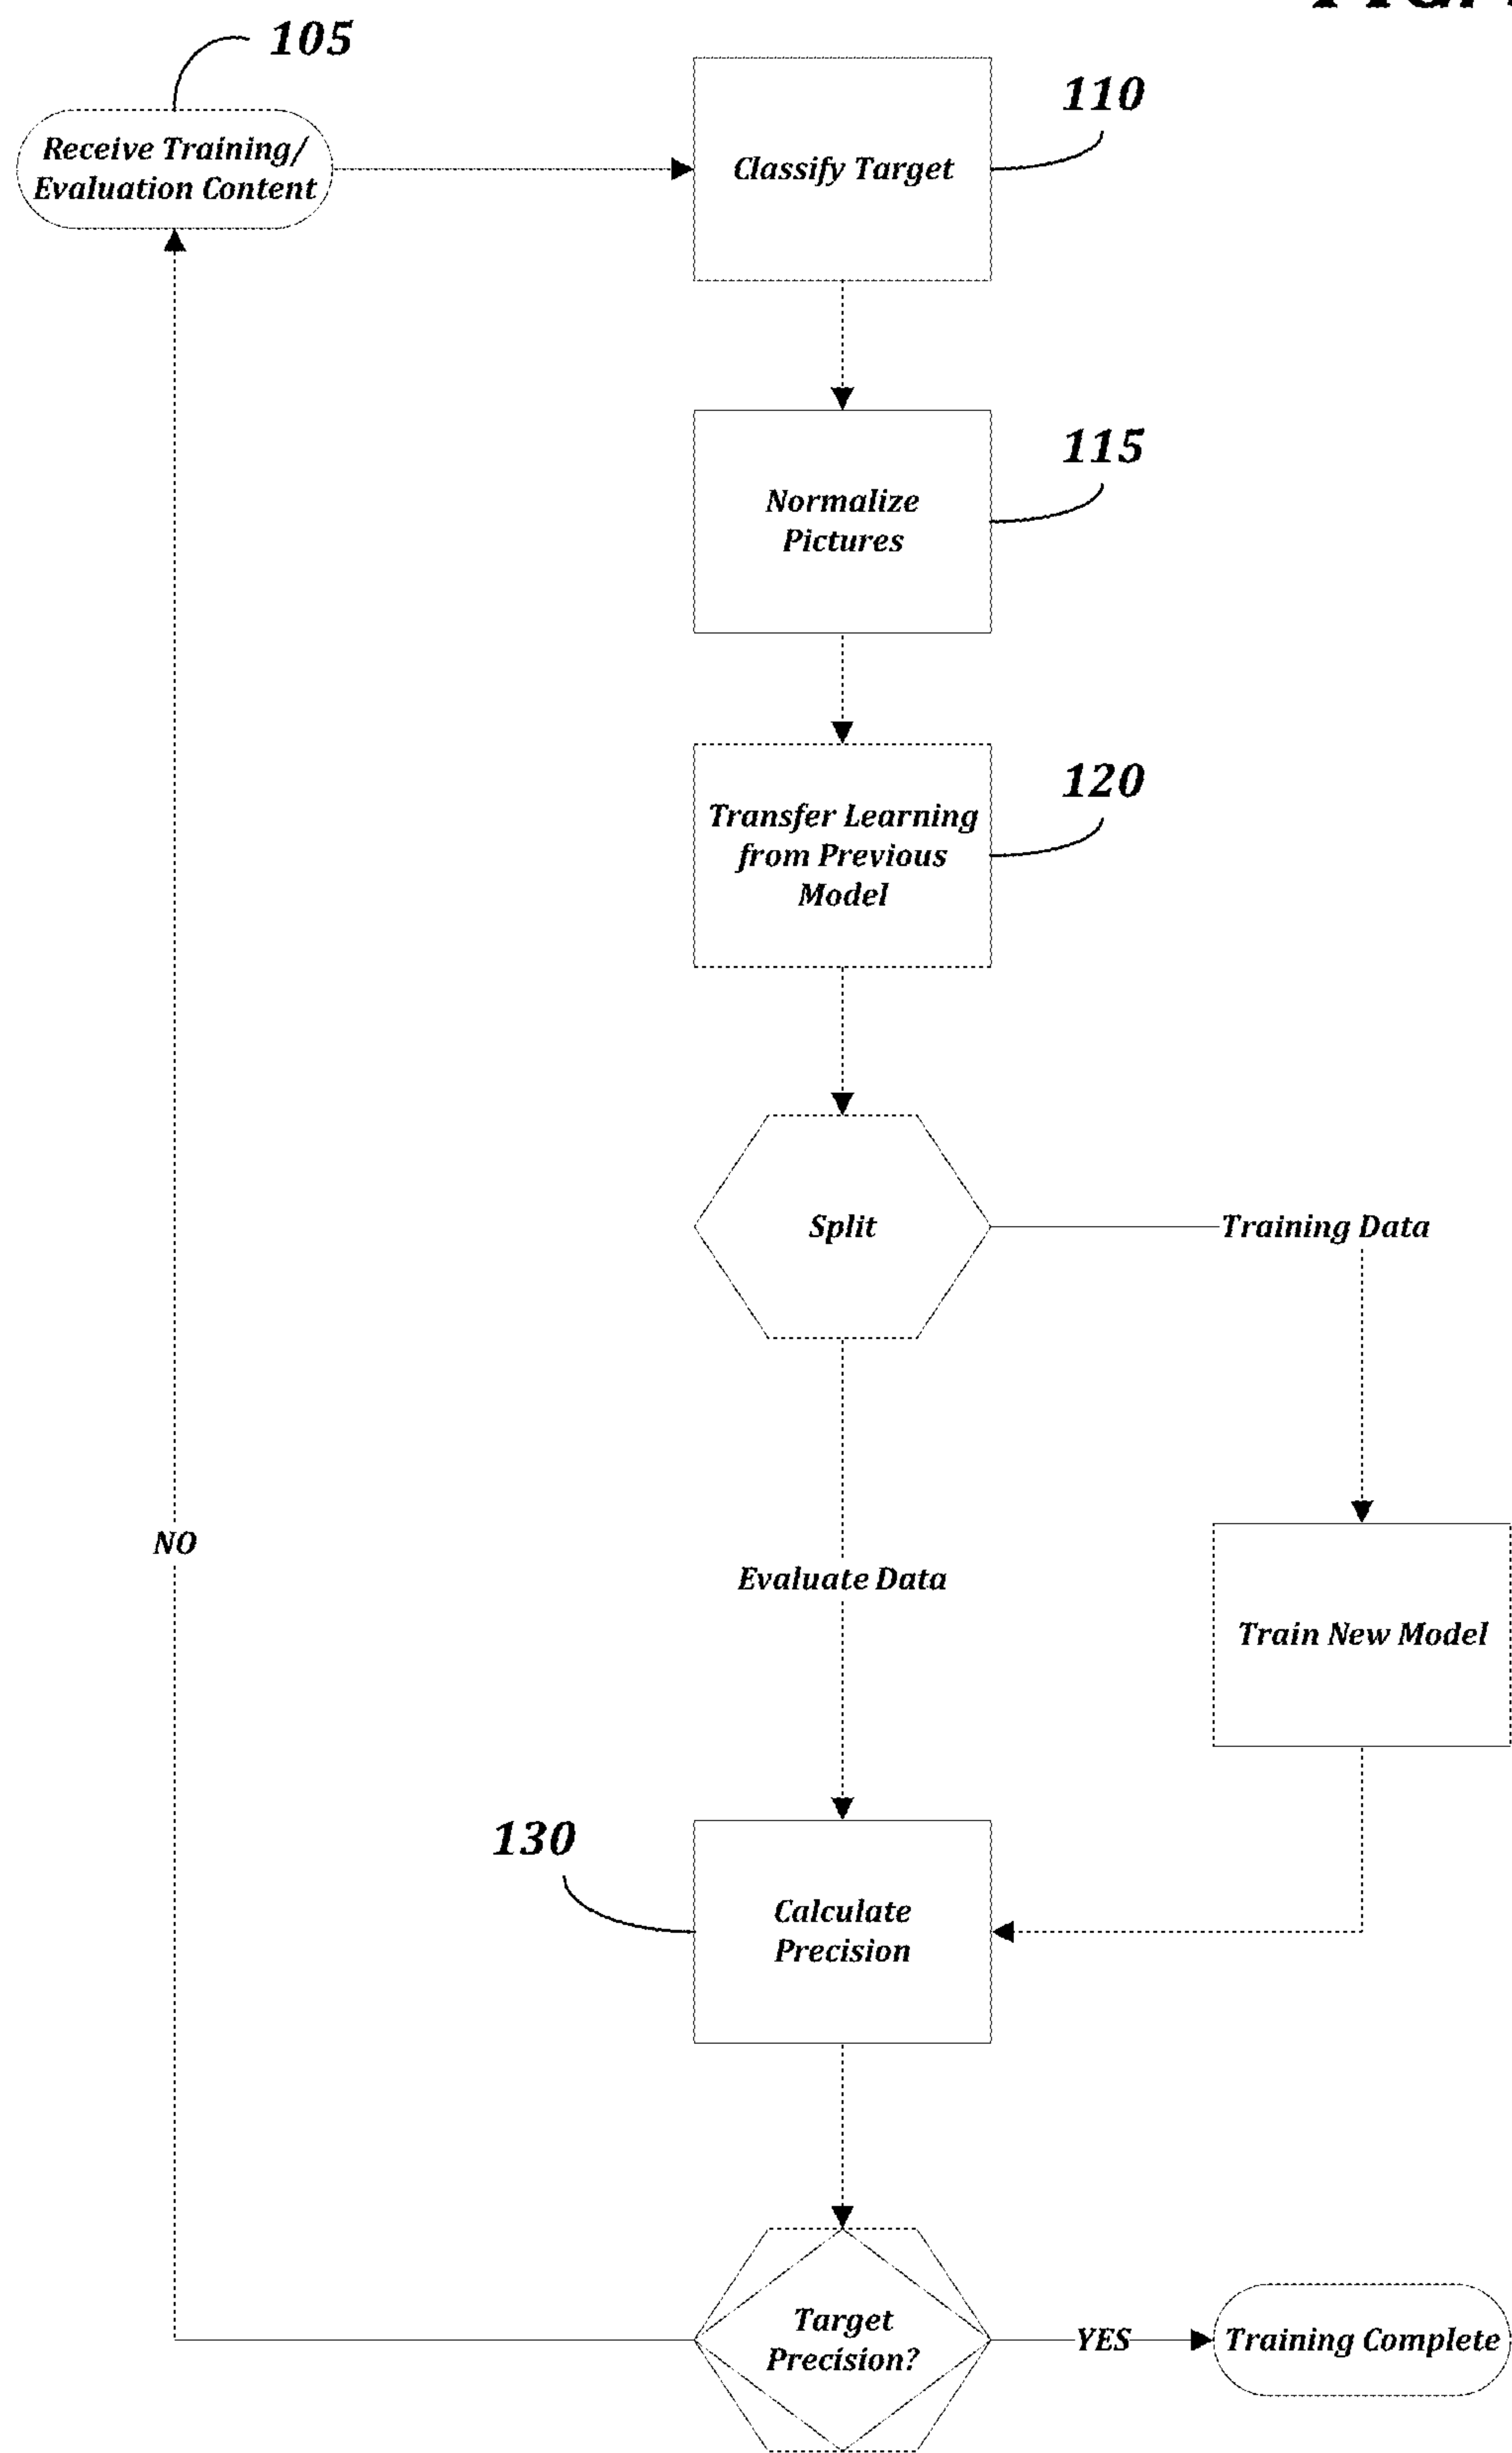 105
Receive Training/
Evaluation Content
110
Classify Target
115
Normalize
Pictures
120
Transfer Learning
from Previous
Model
Split
Training Data
NO
Evaluate Data
Train New Model
130
Calculate
Precision
Target
Precision?
YES
Training Complete